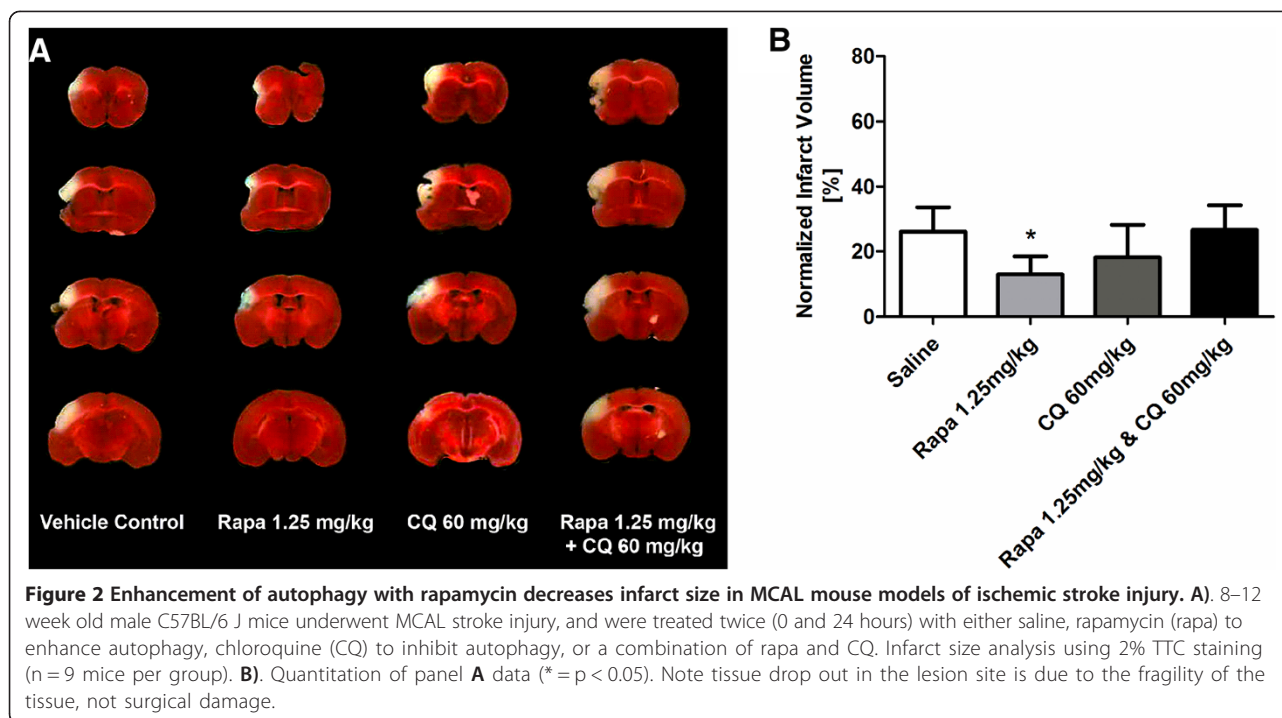 A
Vehicle Control
Rapa 1.25 mg/kg
CQ 60 mg/kg
Rapa 1.25 mg/kg
+ CQ 60 mg/kg
B
Normalized Infarct Volume
[%]
80
60
40
20
0
*
Saline
Rapa 1.25mg/kg
CQ 60mg/kg
Rapa 1.25mg/kg & CQ 60mg/kg
Figure 2 Enhancement of autophagy with rapamycin decreases infarct size in MCAL mouse models of ischemic stroke injury. A). 8–12
week old male C57BL/6 J mice underwent MCAL stroke injury, and were treated twice (0 and 24 hours) with either saline, rapamycin (rapa) to
enhance autophagy, chloroquine (CQ) to inhibit autophagy, or a combination of rapa and CQ. Infarct size analysis using 2% TTC staining
(n = 9 mice per group). B). Quantitation of panel A data (* = p < 0.05). Note tissue drop out in the lesion site is due to the fragility of the
tissue, not surgical damage.